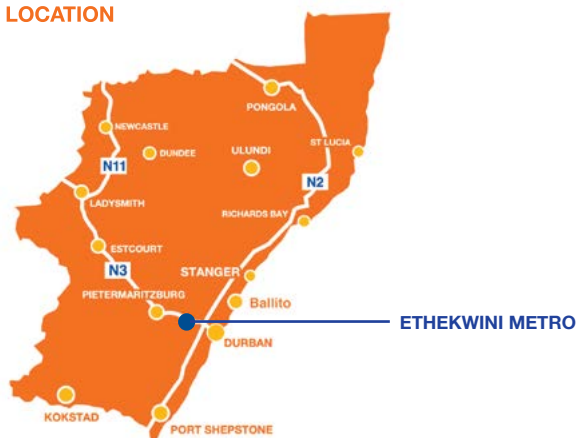 LOCATION
PONGOLA
NEWCASTLE
DUNDEE
ULUNDI
ST LUCIA
N11
N2
LADYSMITH
RICHARDS BAY
ESTCOURT
N3
STANGER
PIETERMARITZBURG
Ballito
ETHEKWINI METRO
DURBAN
KOKSTAD
PORT SHEPSTONE